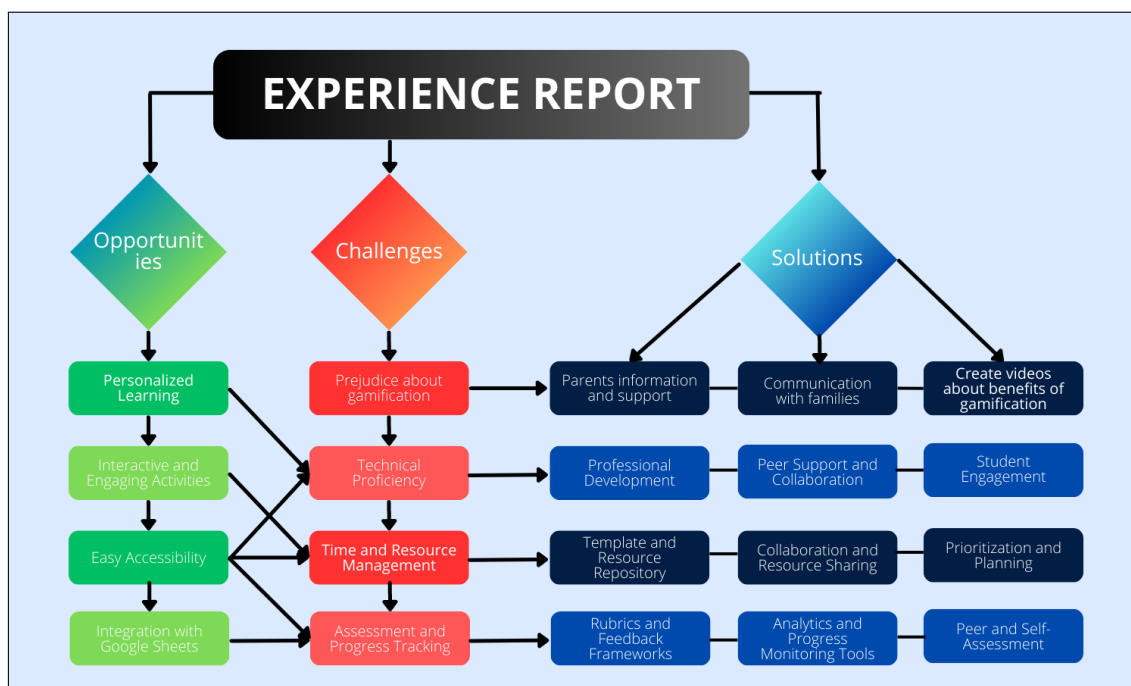 EXPERIENCE REPORT
Opportunit
ies
Challenges
Solutions
Personalized
Learning
Prejudice about
gamification
Parents information
and support
Communication
with families
Create videos
about benefits of
gamification
Interactive and
Engaging Activities
Technical
Proficiency
Professional
Development
Peer Support and
Collaboration
Student
Engagement
Easy Accessibility
Time and Resource
Management
Template and
Resource
Repository
Collaboration and
Resource Sharing
Prioritization and
Planning
Integration with
Google Sheets
Assessment and
Progress Tracking
Rubrics and
Feedback
Frameworks
Analytics and
Progress
Monitoring Tools
Peer and Self-
Assessment